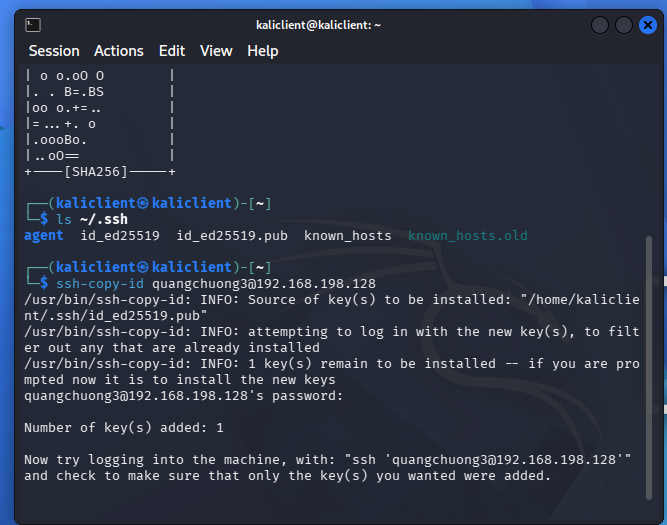 kaliclient@kaliclient: ~
Session Actions Edit View Help
| o o.oO O        |
|. . B=.BS        |
|oo o.+=..        |
|=...+. o         |
|.oooBo.          |
|..oO==           |
+----[SHA256]-----+
┌──(kaliclient㉿kaliclient)-[~]
└─$ ls ~/.ssh
agent  id_ed25519  id_ed25519.pub  known_hosts  known_hosts.old
┌──(kaliclient㉿kaliclient)-[~]
└─$ ssh-copy-id quangchuong3@192.168.198.128
/usr/bin/ssh-copy-id: INFO: Source of key(s) to be installed: "/home/kaliclie
nt/.ssh/id_ed25519.pub"
/usr/bin/ssh-copy-id: INFO: attempting to log in with the new key(s), to filt
er out any that are already installed
/usr/bin/ssh-copy-id: INFO: 1 key(s) remain to be installed -- if you are pro
mpted now it is to install the new keys
quangchuong3@192.168.198.128's password:
Number of key(s) added: 1
Now try logging into the machine, with: "ssh 'quangchuong3@192.168.198.128'"
and check to make sure that only the key(s) you wanted were added.